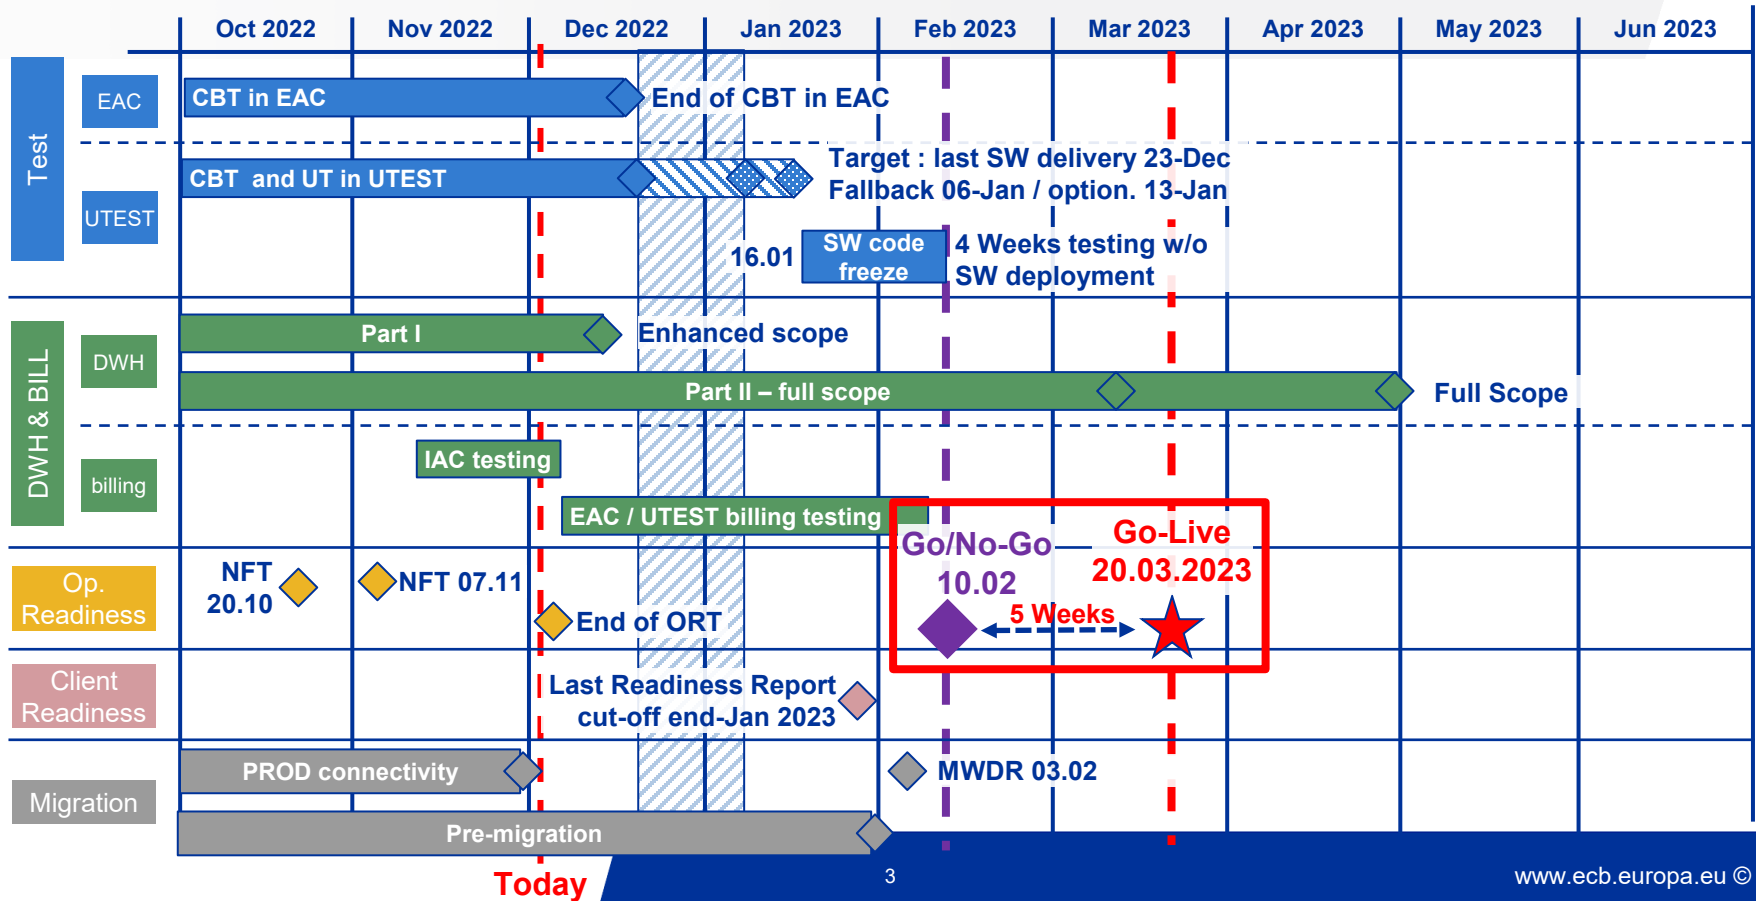 Oct 2022
Nov 2022
Dec 2022
Jan 2023
Feb 2023
Mar 2023
Apr 2023
May 2023
Jun 2023
Test
EAC
CBT in EAC
End of CBT in EAC
UTEST
CBT and UT in UTEST
Target : last SW delivery 23-Dec
Fallback 06-Jan / option. 13-Jan
16.01
SW code
freeze
4 Weeks testing w/o
SW deployment
DWH & BILL
DWH
Part I
Enhanced scope
Part II – full scope
Full Scope
billing
IAC testing
EAC / UTEST billing testing
Go/No-Go
10.02
Go-Live
20.03.2023
5 Weeks
Op.
Readiness
NFT
20.10
NFT 07.11
End of ORT
Client
Readiness
Last Readiness Report
cut-off end-Jan 2023
Migration
PROD connectivity
MWDR 03.02
Pre-migration
Today
3
www.ecb.europa.eu ©